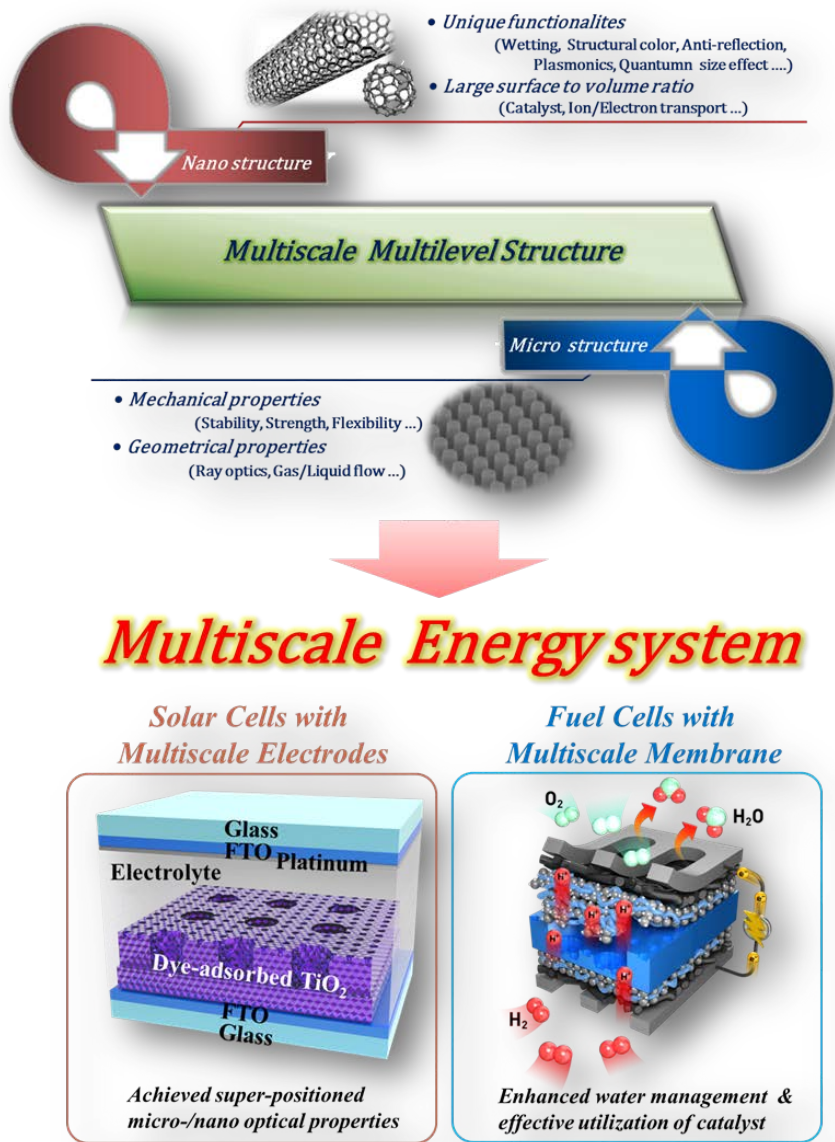 • Unique functionalites
(Wetting, Structural color, Anti-reflection,
Plasmonics, Quantumn size effect ....)
• Large surface to volume ratio
(Catalyst, Ion/Electron transport ...)
Nano structure
Multiscale Multilevel Structure
Micro structure
• Mechanical properties
(Stability, Strength, Flexibility ...)
• Geometrical properties
(Ray optics, Gas/Liquid flow ...)
Multiscale Energy system
Solar Cells with
Multiscale Electrodes
Glass
FTO
Platinum
Electrolyte
Dye-adsorbed TiO₂
FTO
Glass
Achieved super-positioned
micro-/nano optical properties
Fuel Cells with
Multiscale Membrane
O₂
H₂O
H⁺
H⁺
H⁺
H⁺
H⁺
H₂
Enhanced water management &
effective utilization of catalyst